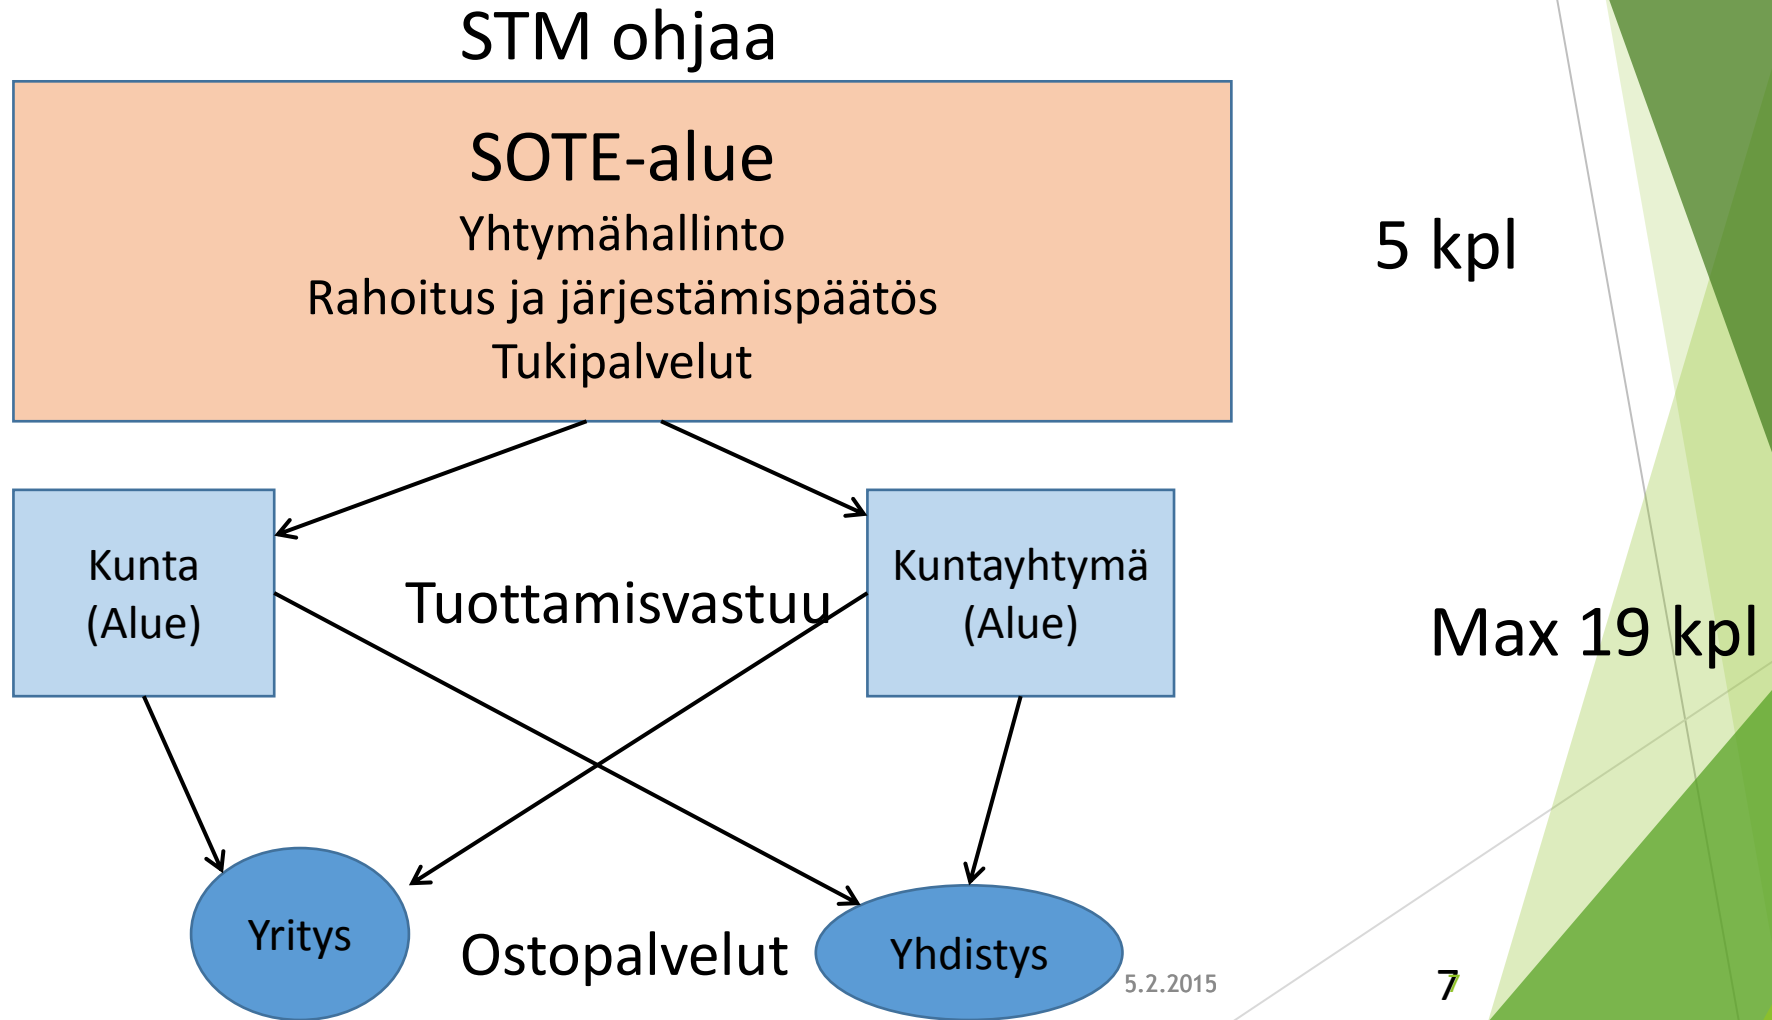 STM ohjaa
SOTE-alue
Yhtymähallinto
Rahoitus ja järjestämispäätös
Tukipalvelut
5 kpl
Kunta
(Alue)
Tuottamisvastuu
Kuntayhtymä
(Alue)
Max 19 kpl
Yritys
Ostopalvelut
Yhdistys
5.2.2015
7
7